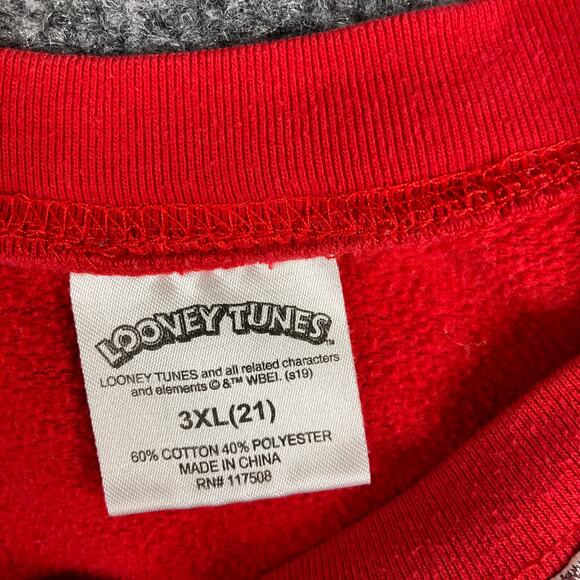 LOONEY TUNES
LOONEY TUNES and all related characters
and elements © &™ WBEI. (s19)
3XL(21)
60% COTTON 40% POLYESTER
MADE IN CHINA
RN# 117508